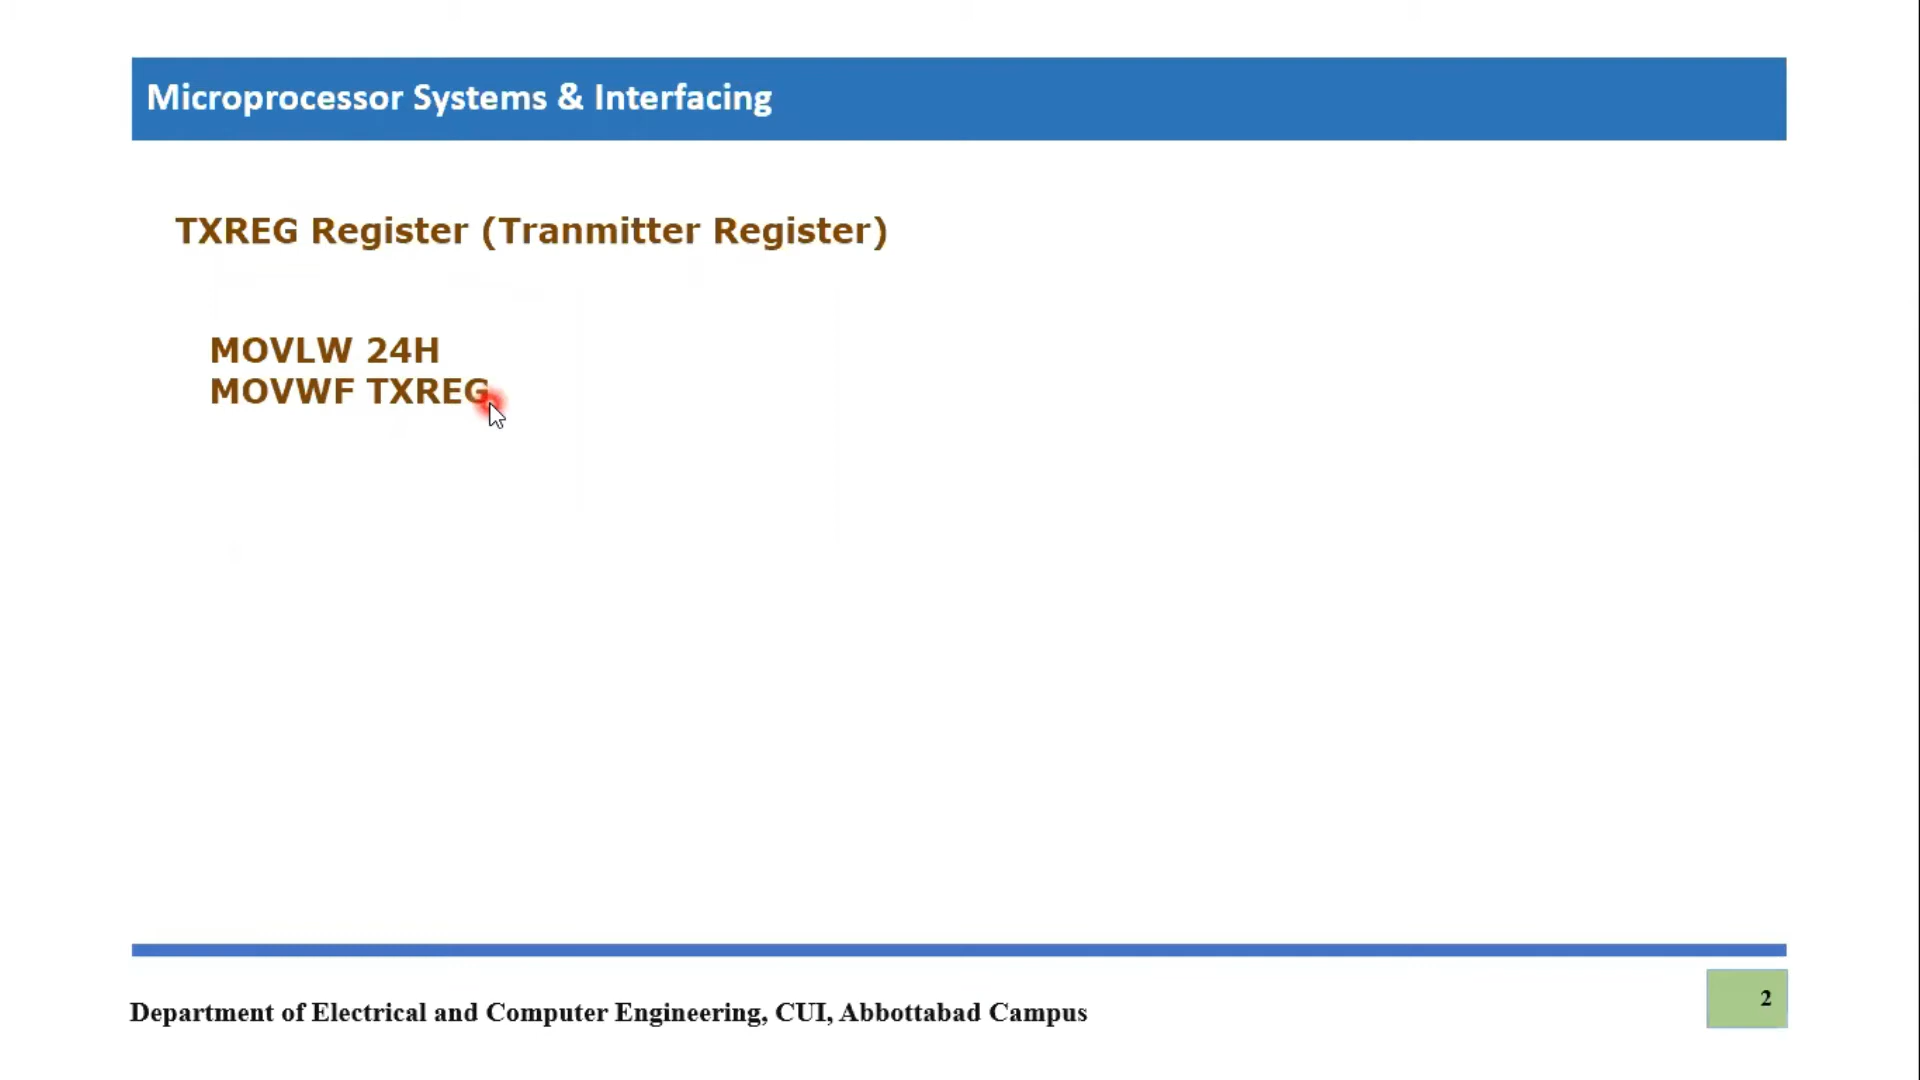 Microprocessor Systems & Interfacing
TXREG Register (Tranmitter Register)
MOVLW 24H
MOVWF TXREG
Department of Electrical and Computer Engineering, CUI, Abbottabad Campus
2